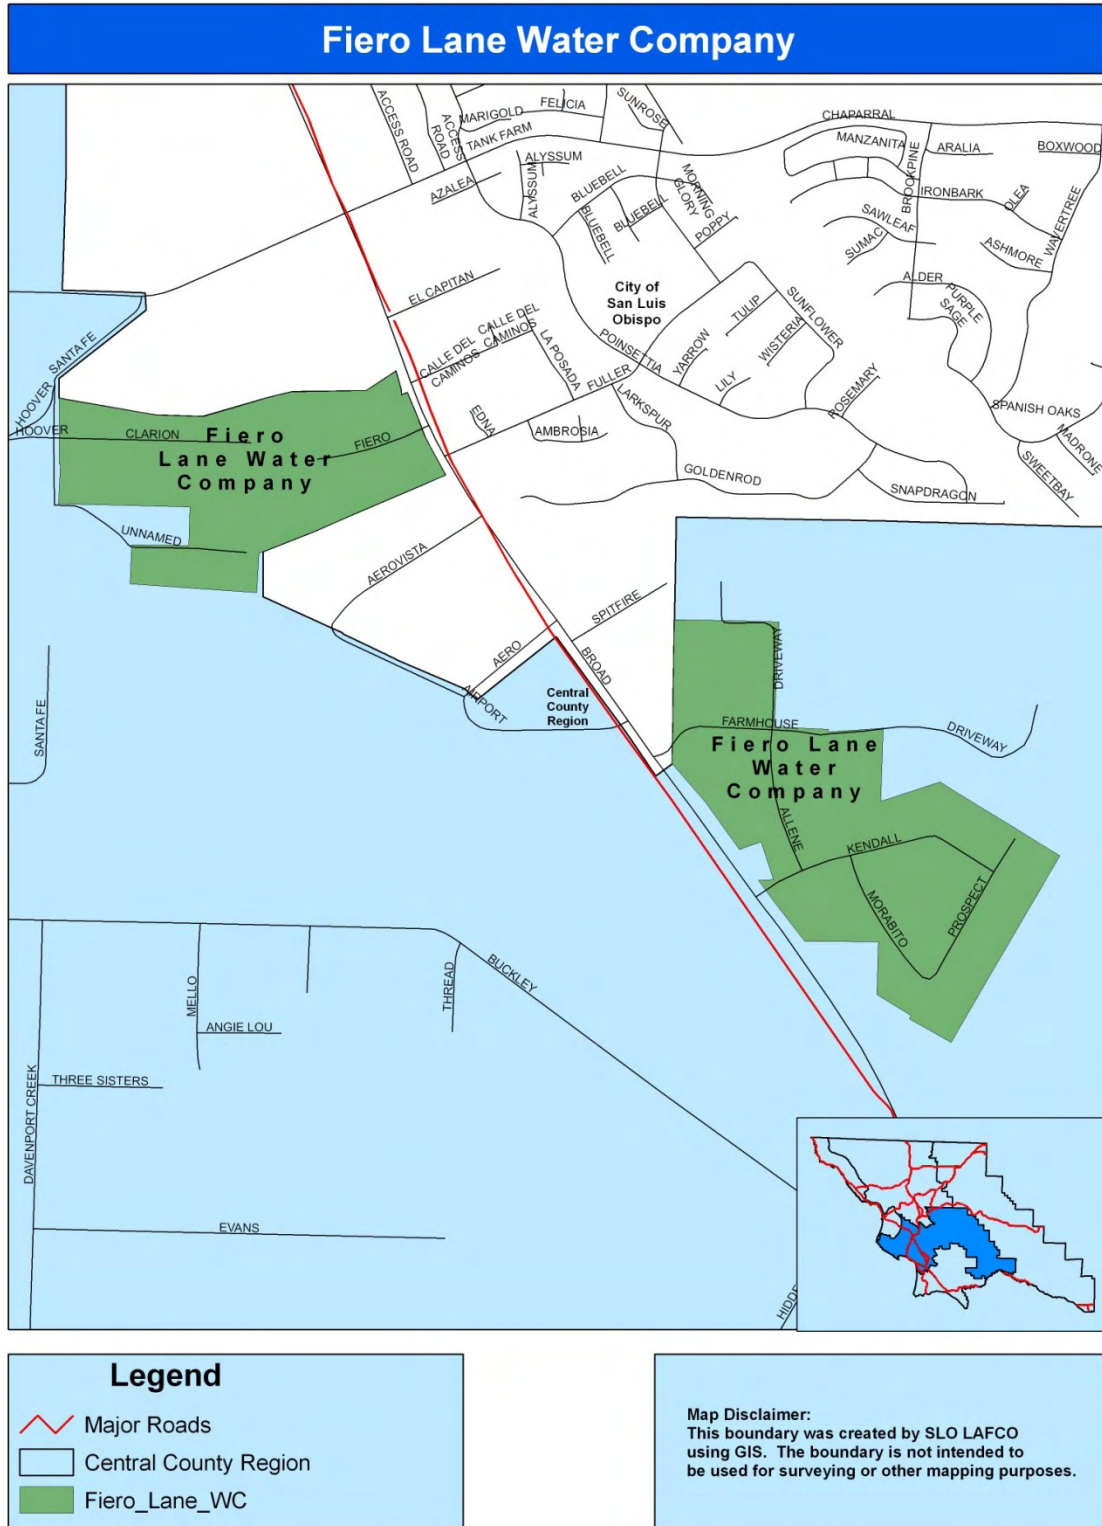 Fiero Lane Water Company
ACCESS ROAD
ACCESS ROAD
MARIGOLD
FELICIA
SUNROSE
TANK FARM
CHAPARRAL
MANZANITA
BROOKPINE
ARALIA
BOXWOOD
ALYSSUM
AZALEA
ALYSSUM
BLUEBELL
BLUEBELL
BLUEBELL
MORNING GLORY
POPPY
IRONBARK
OLEA
WAVERTREE
SAWLEAF
SUMAC
ASHMORE
ALDER
PURPLE SAGE
EL CAPITAN
City of
San Luis
Obispo
CALLE DEL CAMINOS
CALLE DEL CAMINOS
LA POSADA
POINSETTIA
TULIP
SUNFLOWER
WISTERIA
YARROW
LILY
FULLER
ROSEMARY
SPANISH OAKS
MADRONE
SWEETBAY
SANTA FE
HOOVER
HOOVER
CLARION
FIERO
Fiero
Lane Water
Company
EDNA
AMBROSIA
LARKSPUR
GOLDENROD
SNAPDRAGON
UNNAMED
AEROVISTA
SPITFIRE
AERO
BROAD
AIRPORT
Central
County
Region
SANTA FE
DRIVEWAY
FARMHOUSE
DRIVEWAY
Fiero Lane
Water
Company
ALLENE
KENDALL
MORABITO
PROSPECT
BUCKLEY
MELLO
THREAD
ANGIE LOU
THREE SISTERS
DAVENPORT CREEK
EVANS
HIDDE
Legend
Major Roads
Central County Region
Fiero_Lane_WC
Map Disclaimer:
This boundary was created by SLO LAFCO
using GIS. The boundary is not intended to
be used for surveying or other mapping purposes.